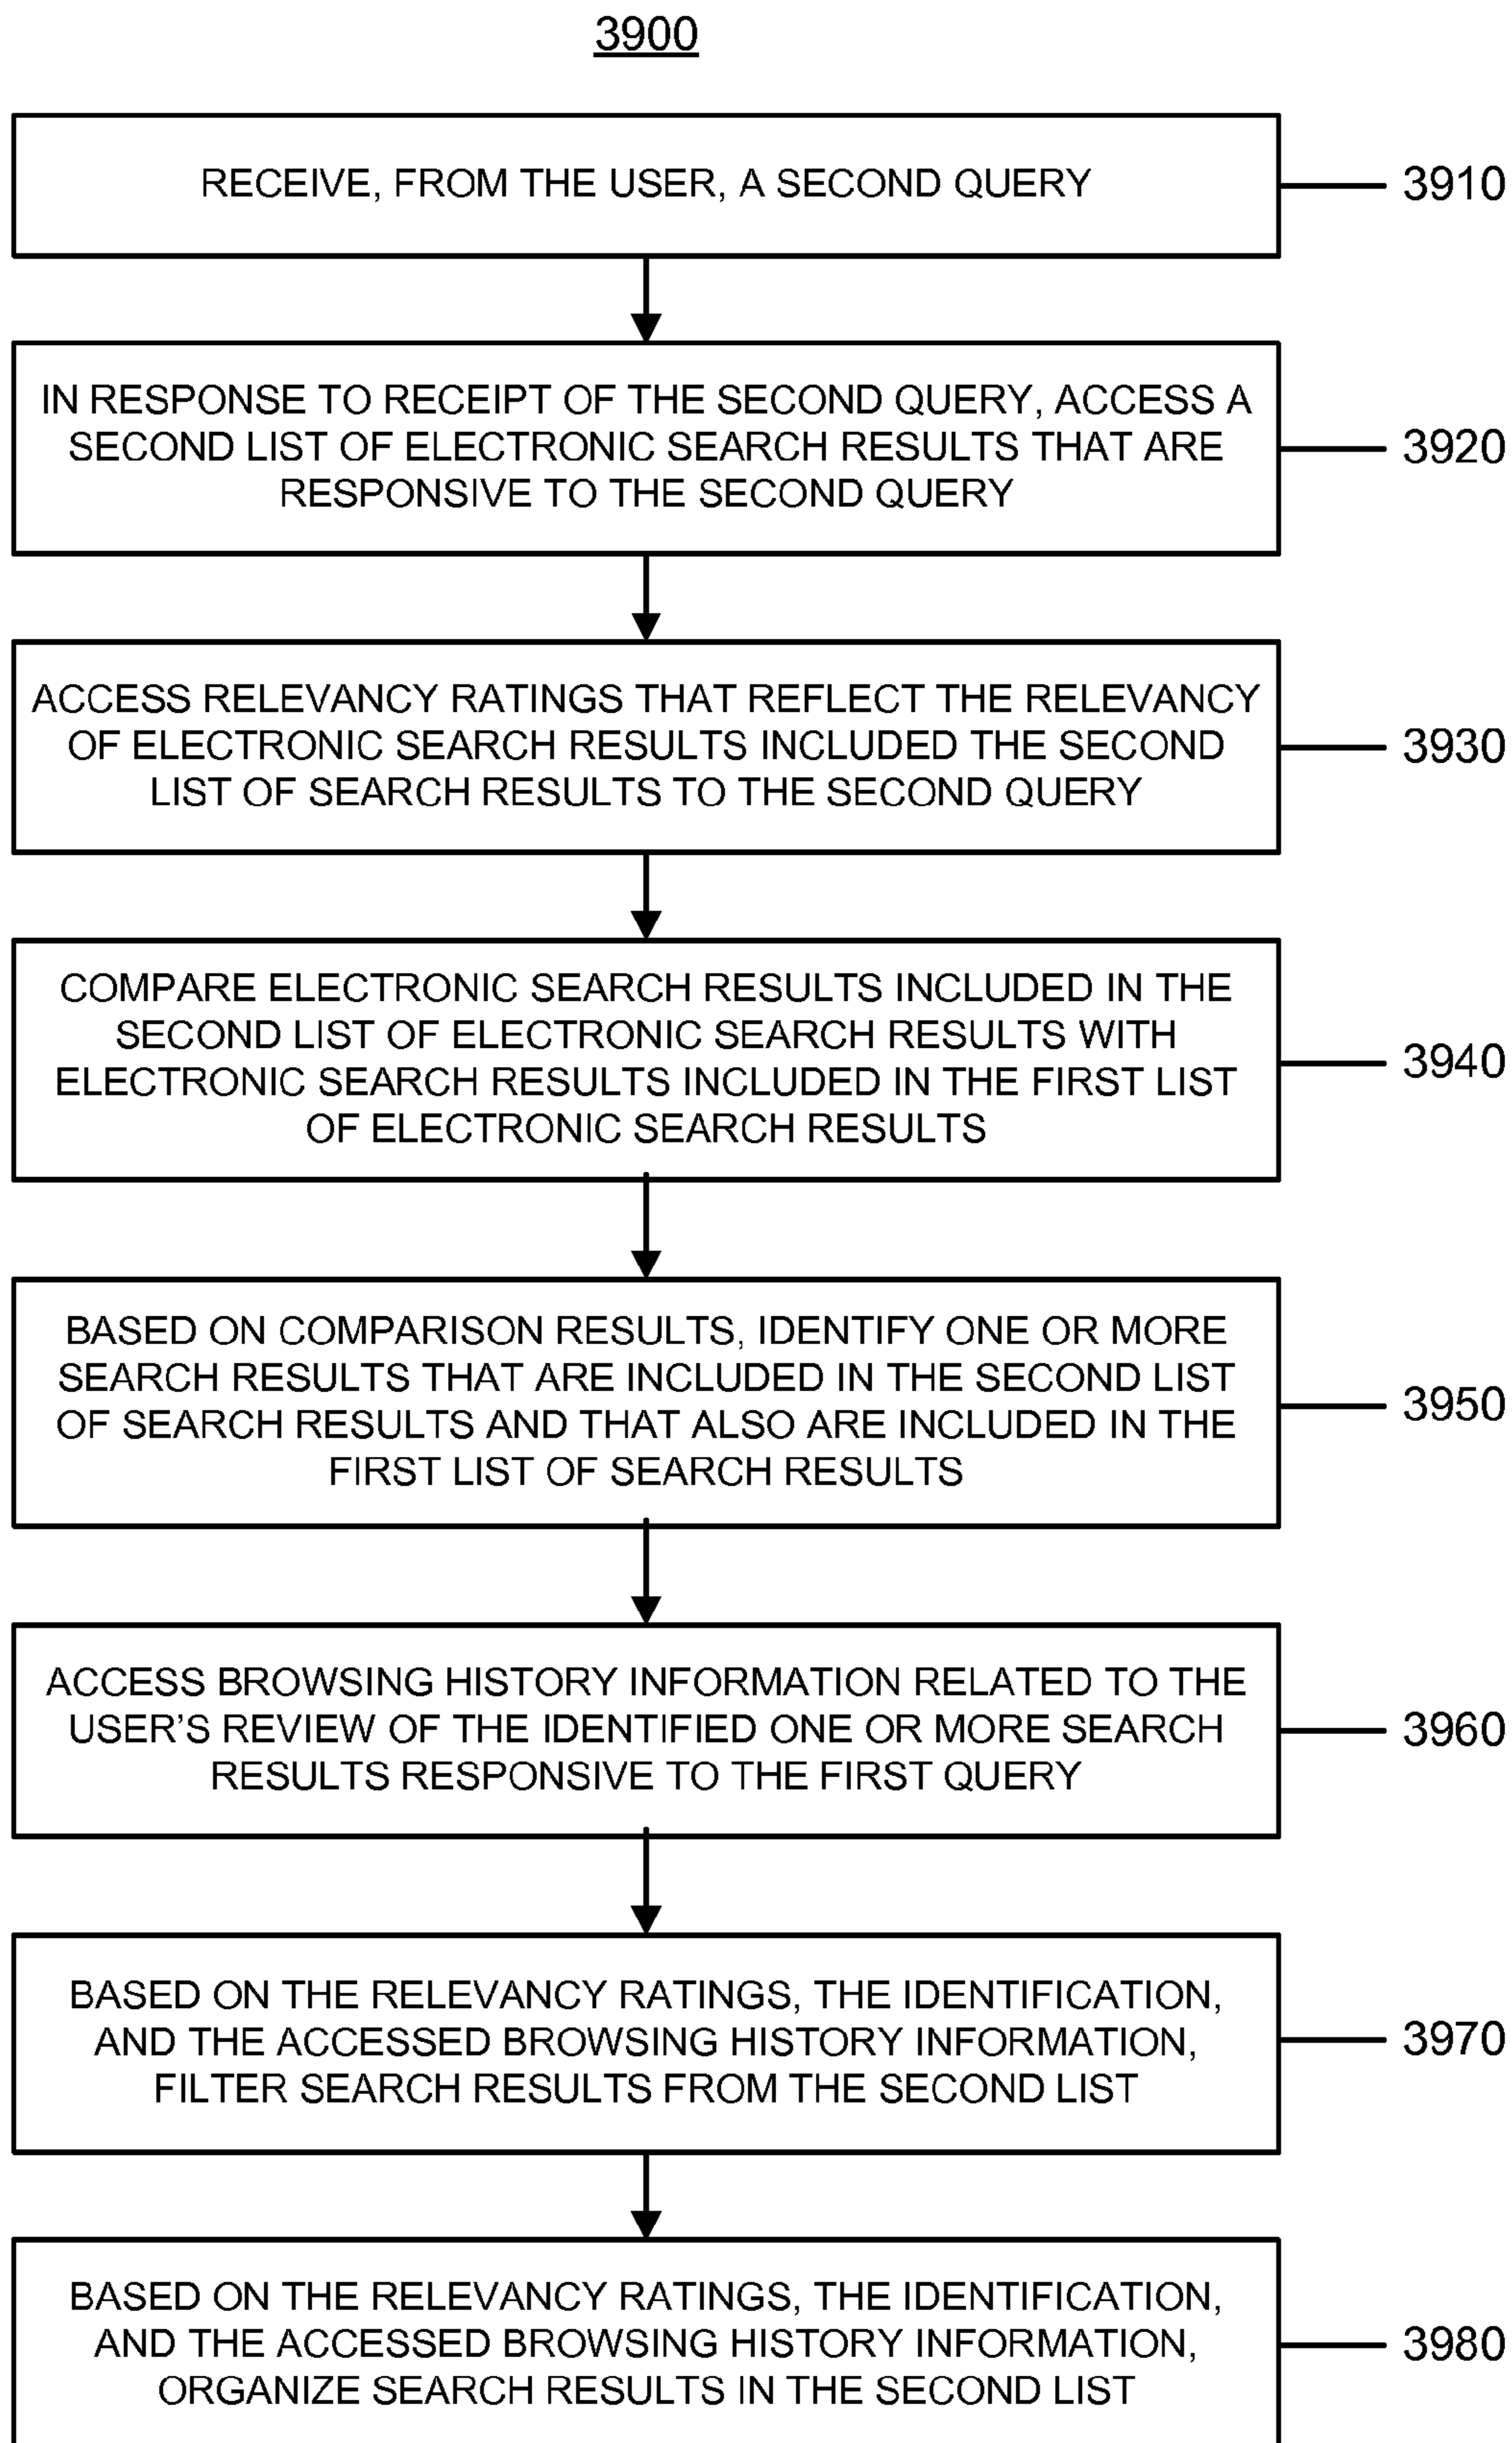 3900
RECEIVE, FROM THE USER, A SECOND QUERY
3910
IN RESPONSE TO RECEIPT OF THE SECOND QUERY, ACCESS A
SECOND LIST OF ELECTRONIC SEARCH RESULTS THAT ARE
RESPONSIVE TO THE SECOND QUERY
3920
ACCESS RELEVANCY RATINGS THAT REFLECT THE RELEVANCY
OF ELECTRONIC SEARCH RESULTS INCLUDED THE SECOND
LIST OF SEARCH RESULTS TO THE SECOND QUERY
3930
COMPARE ELECTRONIC SEARCH RESULTS INCLUDED IN THE
SECOND LIST OF ELECTRONIC SEARCH RESULTS WITH
ELECTRONIC SEARCH RESULTS INCLUDED IN THE FIRST LIST
OF ELECTRONIC SEARCH RESULTS
3940
BASED ON COMPARISON RESULTS, IDENTIFY ONE OR MORE
SEARCH RESULTS THAT ARE INCLUDED IN THE SECOND LIST
OF SEARCH RESULTS AND THAT ALSO ARE INCLUDED IN THE
FIRST LIST OF SEARCH RESULTS
3950
ACCESS BROWSING HISTORY INFORMATION RELATED TO THE
USER'S REVIEW OF THE IDENTIFIED ONE OR MORE SEARCH
RESULTS RESPONSIVE TO THE FIRST QUERY
3960
BASED ON THE RELEVANCY RATINGS, THE IDENTIFICATION,
AND THE ACCESSED BROWSING HISTORY INFORMATION,
FILTER SEARCH RESULTS FROM THE SECOND LIST
3970
BASED ON THE RELEVANCY RATINGS, THE IDENTIFICATION,
AND THE ACCESSED BROWSING HISTORY INFORMATION,
ORGANIZE SEARCH RESULTS IN THE SECOND LIST
3980